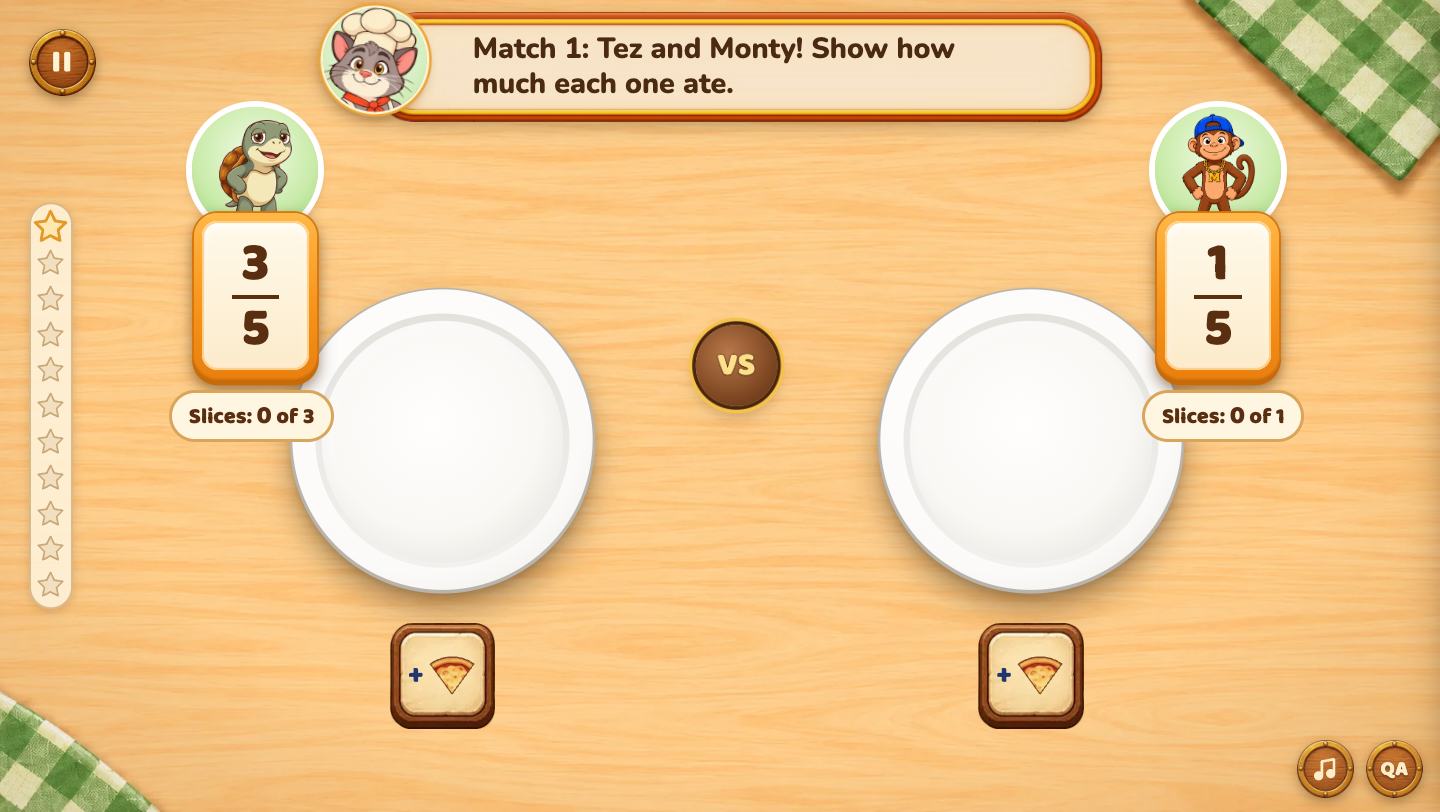 Match 1: Tez and Monty! Show how
much each one ate.
3
5
Slices: 0 of 3
VS
M
1
5
Slices: 0 of 1
+
+
QA